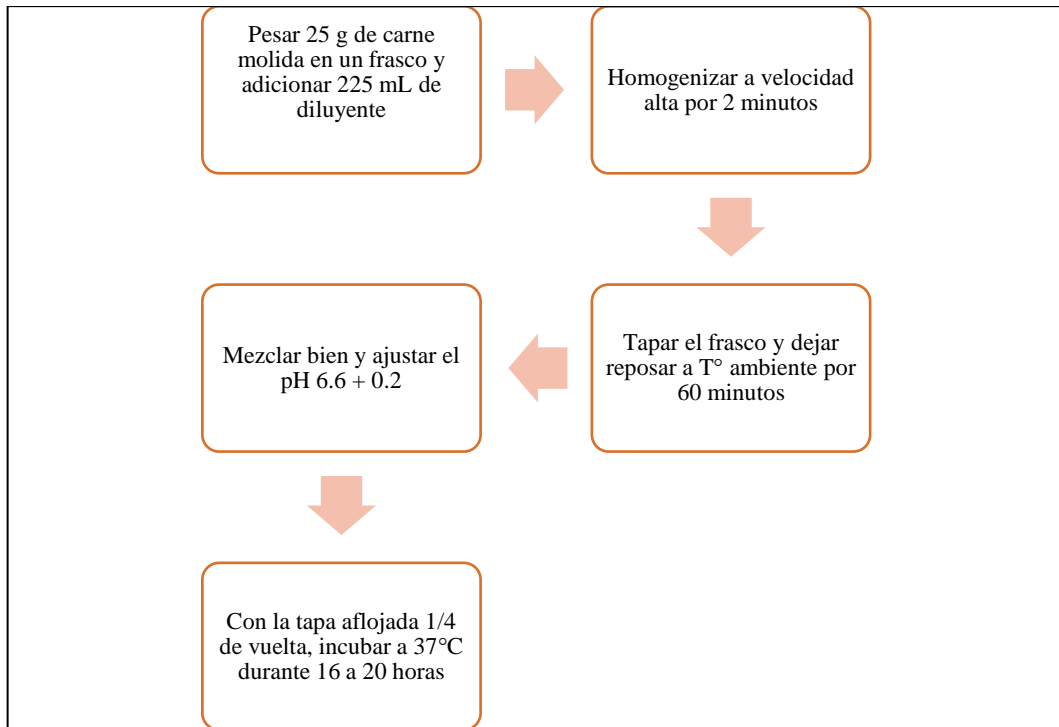 Pesar 25 g de carne
molida en un frasco y
adicionar 225 mL de
diluyente
Homogenizar a velocidad
alta por 2 minutos
Tapar el frasco y dejar
reposar a T° ambiente por
60 minutos
Mezclar bien y ajustar el
pH 6.6 + 0.2
Con la tapa aflojada 1/4
de vuelta, incubar a 37°C
durante 16 a 20 horas